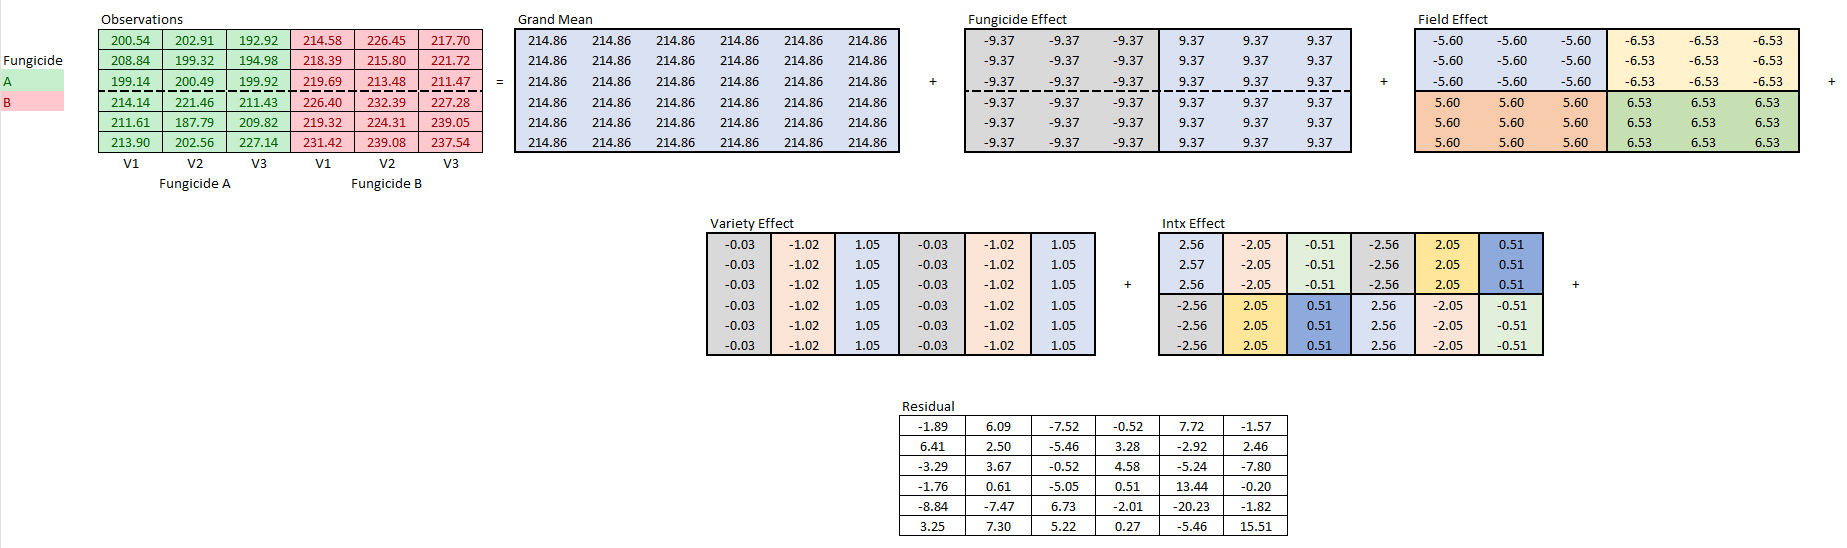 Observations Grand Mean Fungicide Effect Field Effect
200.54 202.91 192.92 214.58 226.45 217.70 214.86 214.86 214.86 214.86 214.86 214.86 -9.37 -9.37 -9.37 9.37 9.37 9.37 -5.60 -5.60 -5.60 -6.53 -6.53 -6.53
Fungicide 208.84 199.32 194.98 218.39 215.80 221.72 214.86 214.86 214.86 214.86 214.86 214.86 -9.37 -9.37 -9.37 9.37 9.37 9.37 -5.60 -5.60 -5.60 -6.53 -6.53 -6.53
A 199.14 200.49 199.92 219.69 213.48 211.47 = 214.86 214.86 214.86 214.86 214.86 214.86 + -9.37 -9.37 -9.37 9.37 9.37 9.37 + -5.60 -5.60 -5.60 -6.53 -6.53 -6.53 +
B 214.14 221.46 211.43 226.40 232.39 227.28 214.86 214.86 214.86 214.86 214.86 214.86 -9.37 -9.37 -9.37 9.37 9.37 9.37 5.60 5.60 5.60 6.53 6.53 6.53
211.61 187.79 209.82 219.32 224.31 239.05 214.86 214.86 214.86 214.86 214.86 214.86 -9.37 -9.37 -9.37 9.37 9.37 9.37 5.60 5.60 5.60 6.53 6.53 6.53
213.90 202.56 227.14 231.42 239.08 237.54 214.86 214.86 214.86 214.86 214.86 214.86 -9.37 -9.37 -9.37 9.37 9.37 9.37 5.60 5.60 5.60 6.53 6.53 6.53
V1 V2 V3 V1 V2 V3
Fungicide A Fungicide B
Variety Effect Intx Effect
-0.03 -1.02 1.05 -0.03 -1.02 1.05 2.56 -2.05 -0.51 -2.56 2.05 0.51
-0.03 -1.02 1.05 -0.03 -1.02 1.05 2.57 -2.05 -0.51 -2.56 2.05 0.51
-0.03 -1.02 1.05 -0.03 -1.02 1.05 + 2.56 -2.05 -0.51 -2.56 2.05 0.51 +
-0.03 -1.02 1.05 -0.03 -1.02 1.05 -2.56 2.05 0.51 2.56 -2.05 -0.51
-0.03 -1.02 1.05 -0.03 -1.02 1.05 -2.56 2.05 0.51 2.56 -2.05 -0.51
-0.03 -1.02 1.05 -0.03 -1.02 1.05 -2.56 2.05 0.51 2.56 -2.05 -0.51
Residual
-1.89 6.09 -7.52 -0.52 7.72 -1.57
6.41 2.50 -5.46 3.28 -2.92 2.46
-3.29 3.67 -0.52 4.58 -5.24 -7.80
-1.76 0.61 -5.05 0.51 13.44 -0.20
-8.84 -7.47 6.73 -2.01 -20.23 -1.82
3.25 7.30 5.22 0.27 -5.46 15.51